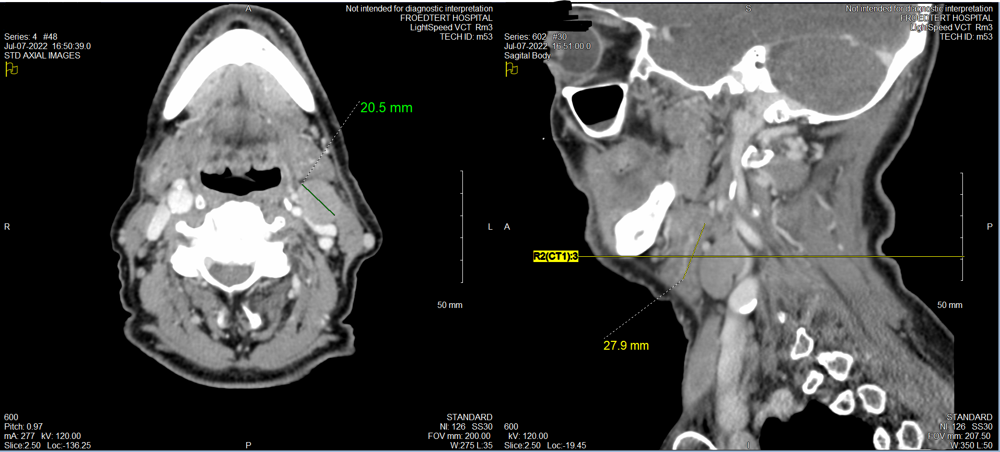 A
Not intended for diagnostic interpretation
FROEDTERT HOSPITAL
LightSpeed VCT Rm3
TECH ID: m53
Series: 4 #48
Jul-07-2022 16:50:39.0
STD AXIAL IMAGES
20.5 mm
R
L
50 mm
600
Pitch: 0.97
mA: 277 kV: 120.00
Slice:2.50 Loc:-136.25
P
STANDARD
NI: 126 SS30
FOV mm: 200.00
W:275 L:35
S
Not intended for diagnostic interpretation
FROEDTERT HOSPITAL
LightSpeed VCT Rm3
TECH ID: m53
Series: 602 #30
Jul-07-2022 16:51:00.0
Sagital Body
A
P
R2(CT1):3
50 mm
27.9 mm
600
kV: 120.00
Slice:2.50 Loc:-19.45
I
STANDARD
NI: 126 SS30
FOV mm: 207.50
W:350 L:50